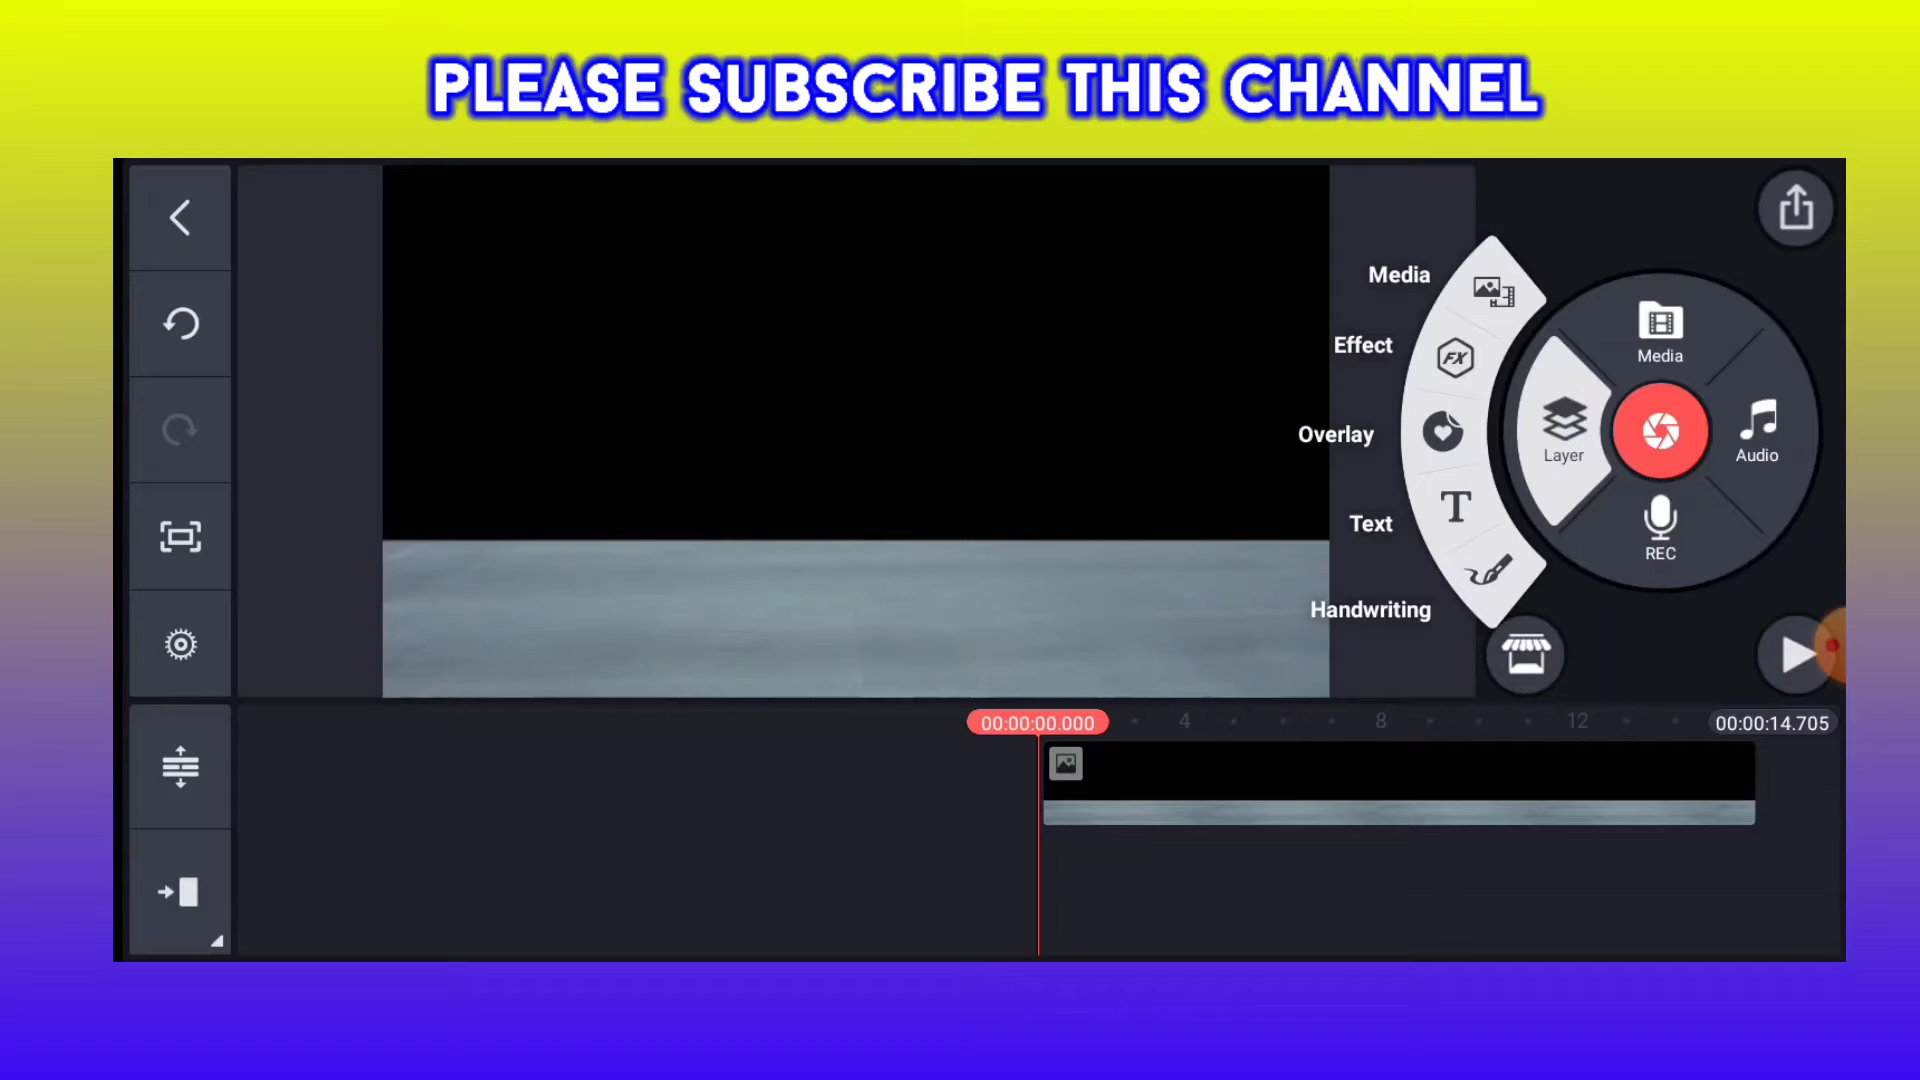 PLEASE SUBSCRIBE THIS CHANNEL
Media
Effect
Overlay
Text
Handwriting
Media
Layer
Audio
REC
FX
T
00:00:00.000
4
8
12
00:00:14.705